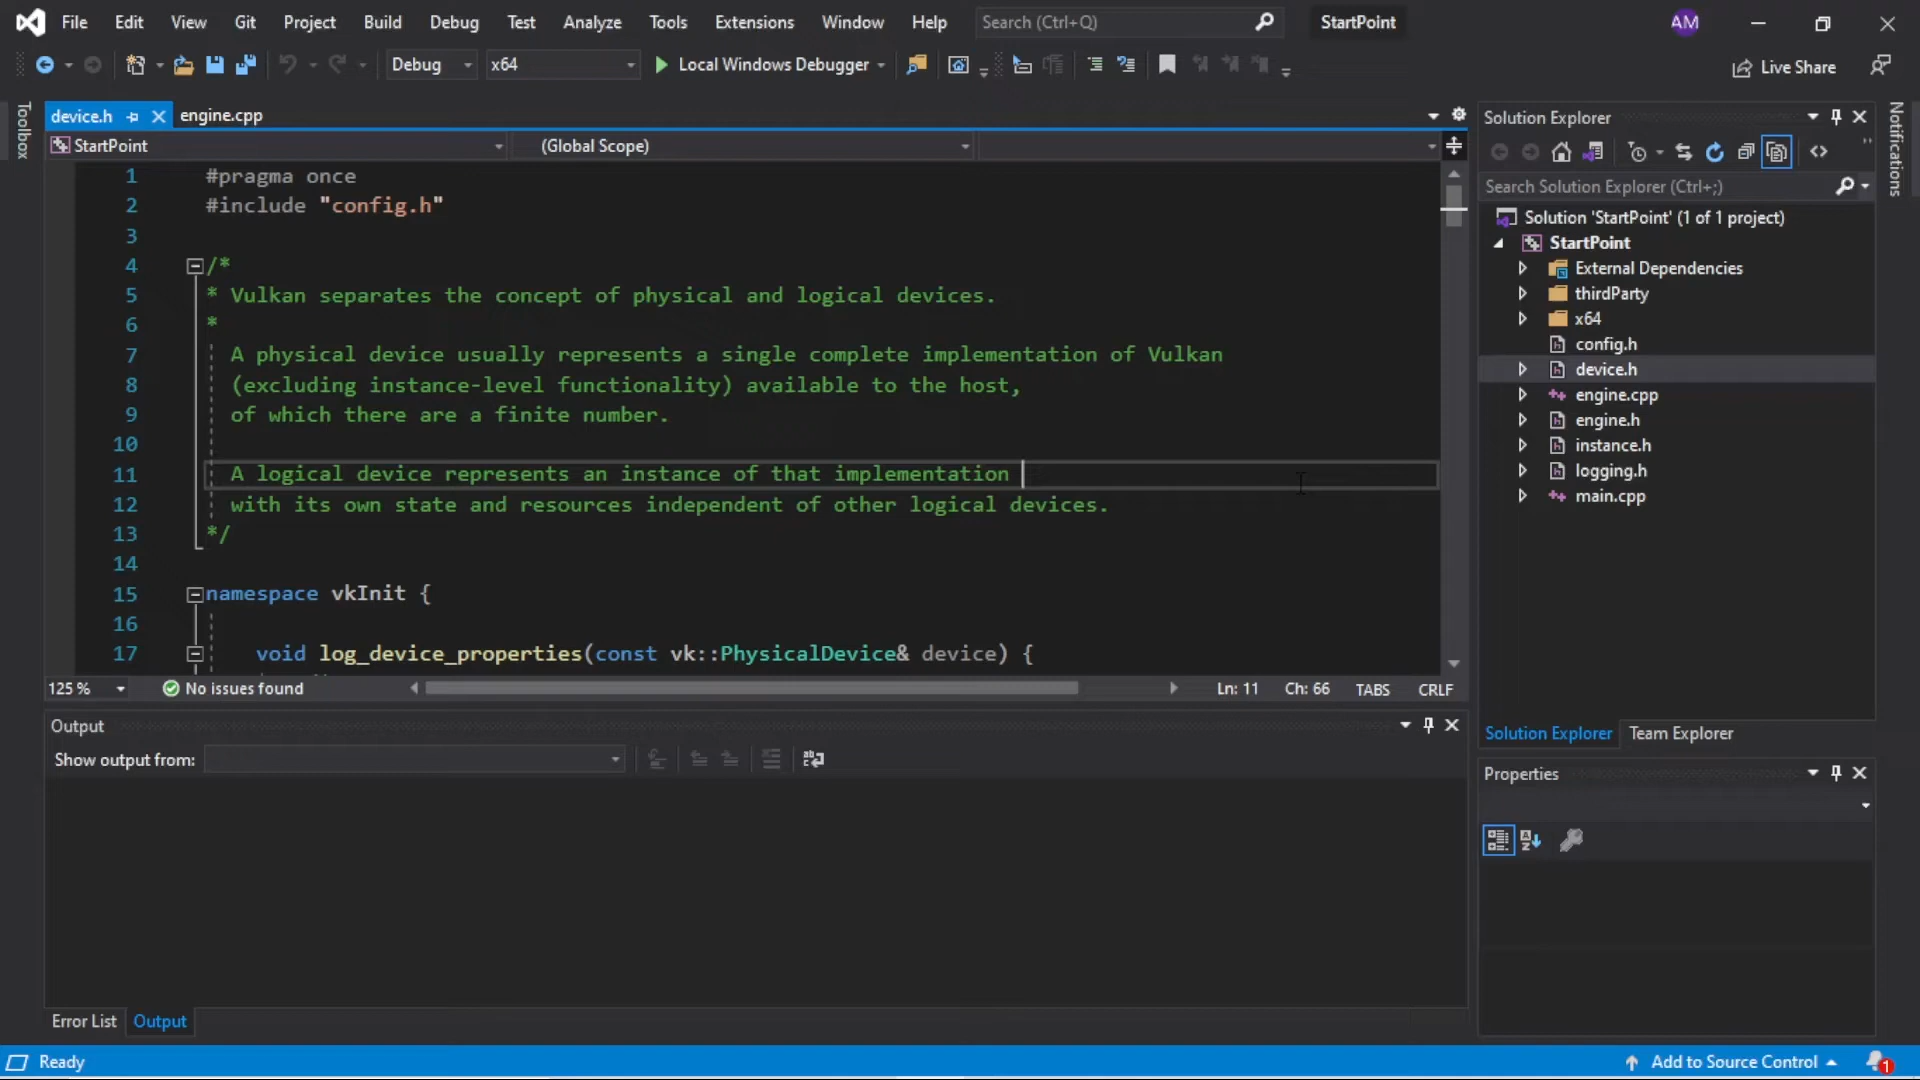 File Edit View Git Project Build Debug Test Analyze Tools Extensions Window Help Search (Ctrl+Q) StartPoint AM
Debug x64 Local Windows Debugger Live Share
Toolbox
device.h engine.cpp
StartPoint (Global Scope)
1 #pragma once
2 #include "config.h"
3
4 /*
5 * Vulkan separates the concept of physical and logical devices.
6 *
7 A physical device usually represents a single complete implementation of Vulkan
8 (excluding instance-level functionality) available to the host,
9 of which there are a finite number.
10
11 A logical device represents an instance of that implementation
12 with its own state and resources independent of other logical devices.
13 */
14
15 namespace vkInit {
16
17 void log_device_properties(const vk::PhysicalDevice& device) {
125 % No issues found Ln: 11 Ch: 66 TABS CRLF
Output
Show output from:
Error List Output
Solution Explorer
Search Solution Explorer (Ctrl+;)
Solution 'StartPoint' (1 of 1 project)
StartPoint
External Dependencies
thirdParty
x64
config.h
device.h
engine.cpp
engine.h
instance.h
logging.h
main.cpp
Solution Explorer Team Explorer
Properties
Notifications
Ready Add to Source Control 1